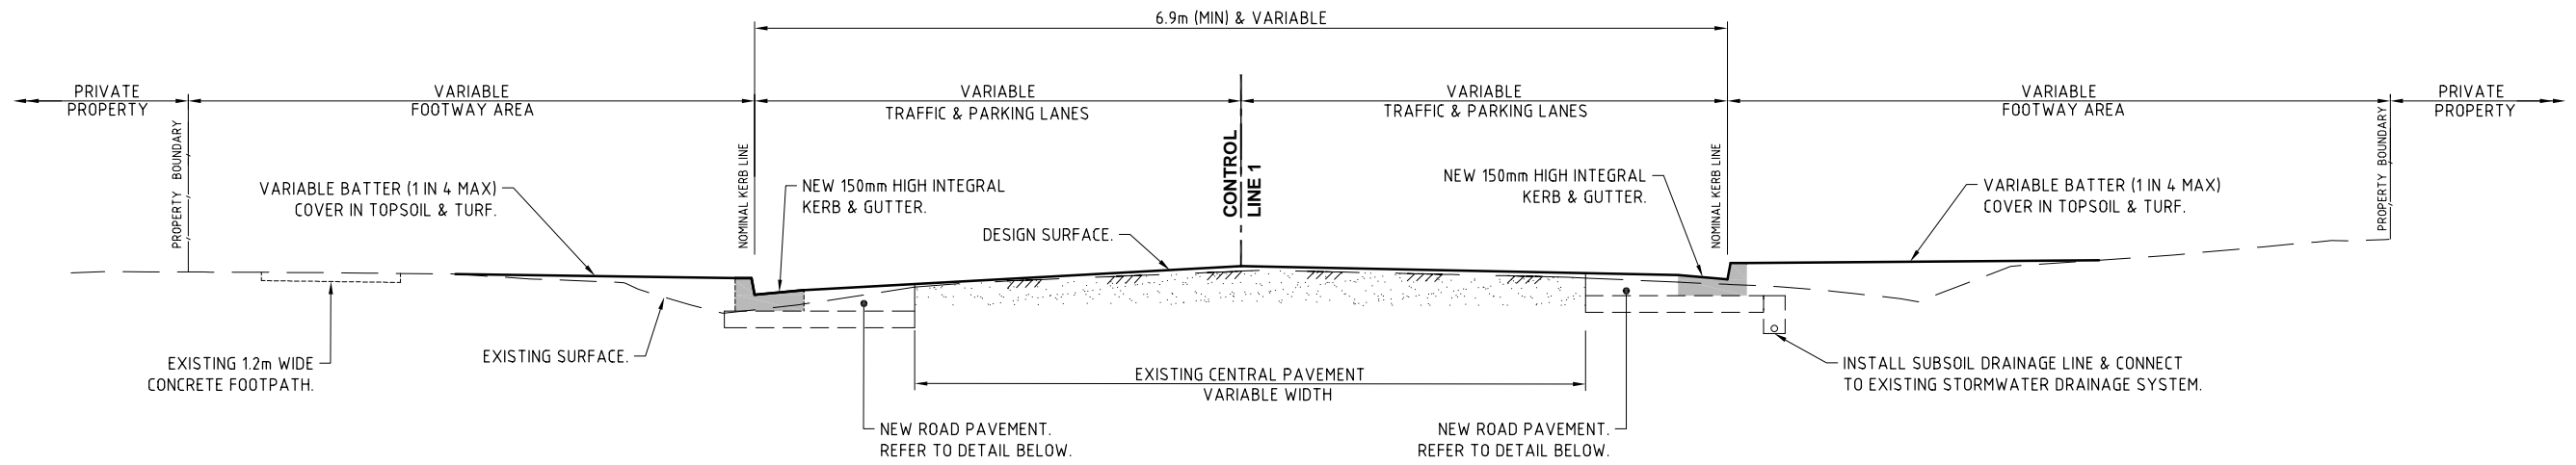 6.9m (MIN) & VARIABLE
PRIVATE
PROPERTY
VARIABLE
FOOTWAY AREA
VARIABLE
TRAFFIC & PARKING LANES
VARIABLE
TRAFFIC & PARKING LANES
VARIABLE
FOOTWAY AREA
PRIVATE
PROPERTY
PROPERTY BOUNDARY
VARIABLE BATTER (1 IN 4 MAX)
COVER IN TOPSOIL & TURF.
NOMINAL KERB LINE
NEW 150mm HIGH INTEGRAL
KERB & GUTTER.
DESIGN SURFACE.
CONTROL
LINE 1
NEW 150mm HIGH INTEGRAL
KERB & GUTTER.
NOMINAL KERB LINE
VARIABLE BATTER (1 IN 4 MAX)
COVER IN TOPSOIL & TURF.
PROPERTY BOUNDARY
EXISTING 1.2m WIDE
CONCRETE FOOTPATH.
EXISTING SURFACE.
EXISTING CENTRAL PAVEMENT
VARIABLE WIDTH
INSTALL SUBSOIL DRAINAGE LINE & CONNECT
TO EXISTING STORMWATER DRAINAGE SYSTEM.
NEW ROAD PAVEMENT.
REFER TO DETAIL BELOW.
NEW ROAD PAVEMENT.
REFER TO DETAIL BELOW.